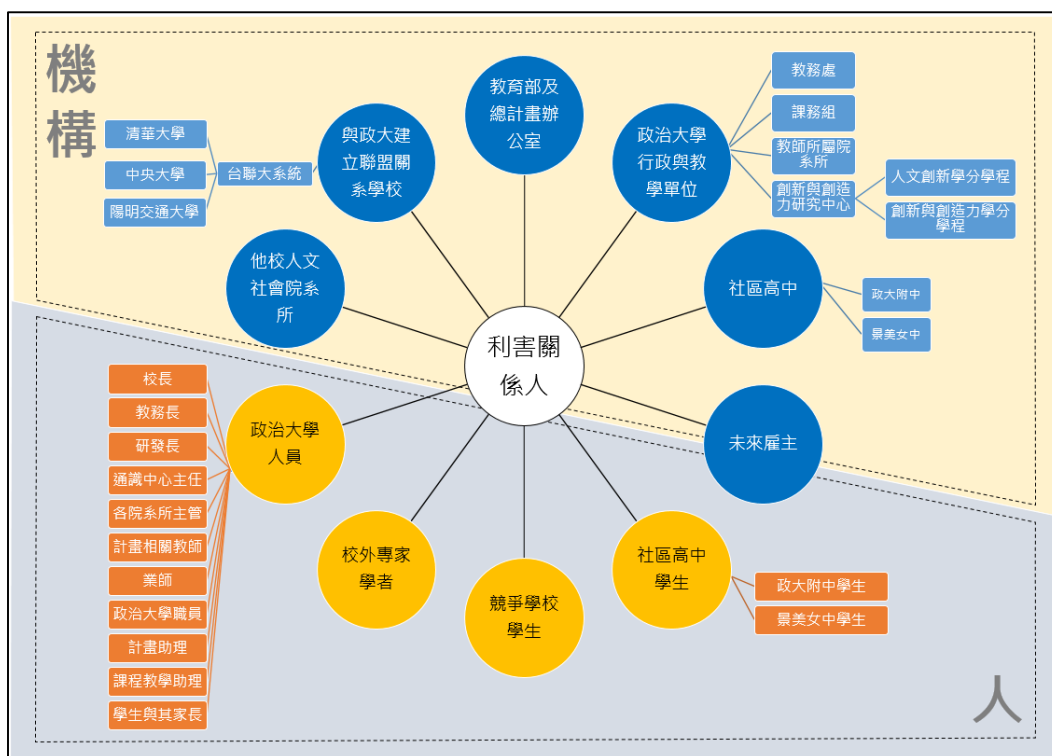 機
構
教育部及
總計畫辦
公室
政治大學
行政與教
學單位
教務處
課務組
教師所屬院
系所
創新與創造
力研究中心
人文創新學分學程
創新與創造力學分
學程
與政大建
立聯盟關
系學校
台聯大系統
清華大學
中央大學
陽明交通大學
他校人文
社會院系
所
社區高中
政大附中
景美女中
利害關
係人
未來雇主
政治大學
人員
校長
教務長
研發長
通識中心主任
各院系所主管
計畫相關教師
業師
政治大學職員
計畫助理
課程教學助理
學生與其家長
校外專家
學者
競爭學校
學生
社區高中
學生
政大附中學生
景美女中學生
人